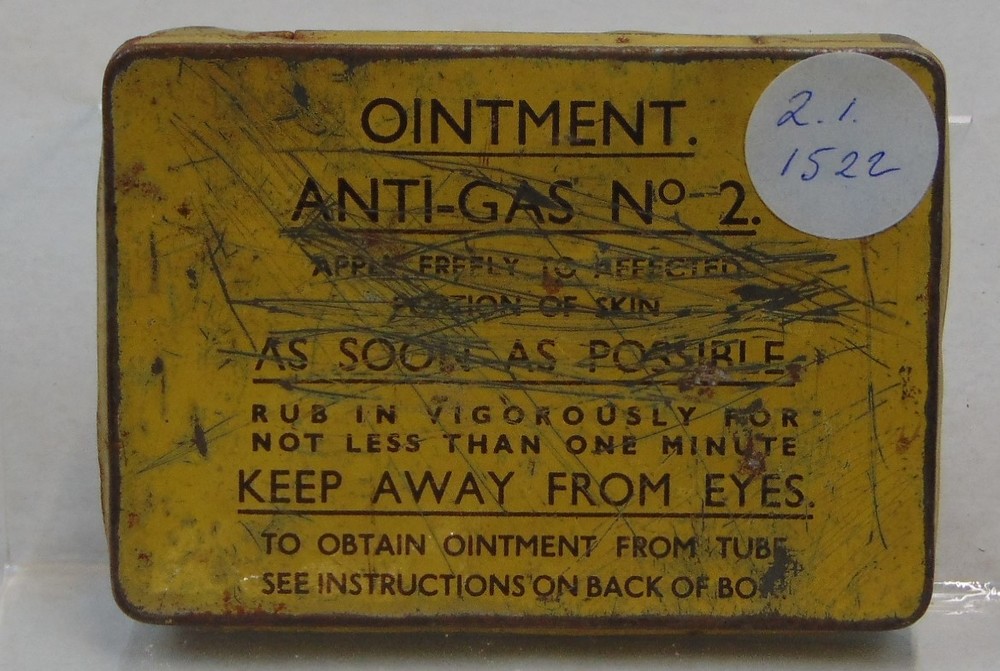 OINTMENT.
ANTI-GAS Nº 2.
APPLY FREELY TO AFFECTED
PORTION OF SKIN
AS SOON AS POSSIBLE.
RUB IN VIGOROUSLY FOR
NOT LESS THAN ONE MINUTE
KEEP AWAY FROM EYES.
TO OBTAIN OINTMENT FROM TUBE
SEE INSTRUCTIONS ON BACK OF BOX.
2.1.
1522